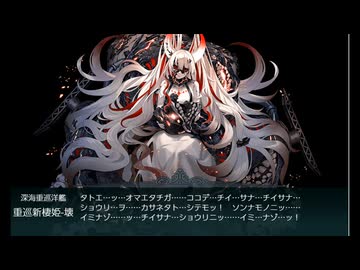 深海重巡洋艦
重巡新棲姫-壊
タトエ…ッ…オマエタチガ……ココデ…チイ…サナ…チイサナ…
ショウリ…ヲ……カサネタト…シテモッ！ ソンナモノニッ……
イミナゾ……ッ…チイサナ…ショウリニッ……イミ…ナゾ…ッ！